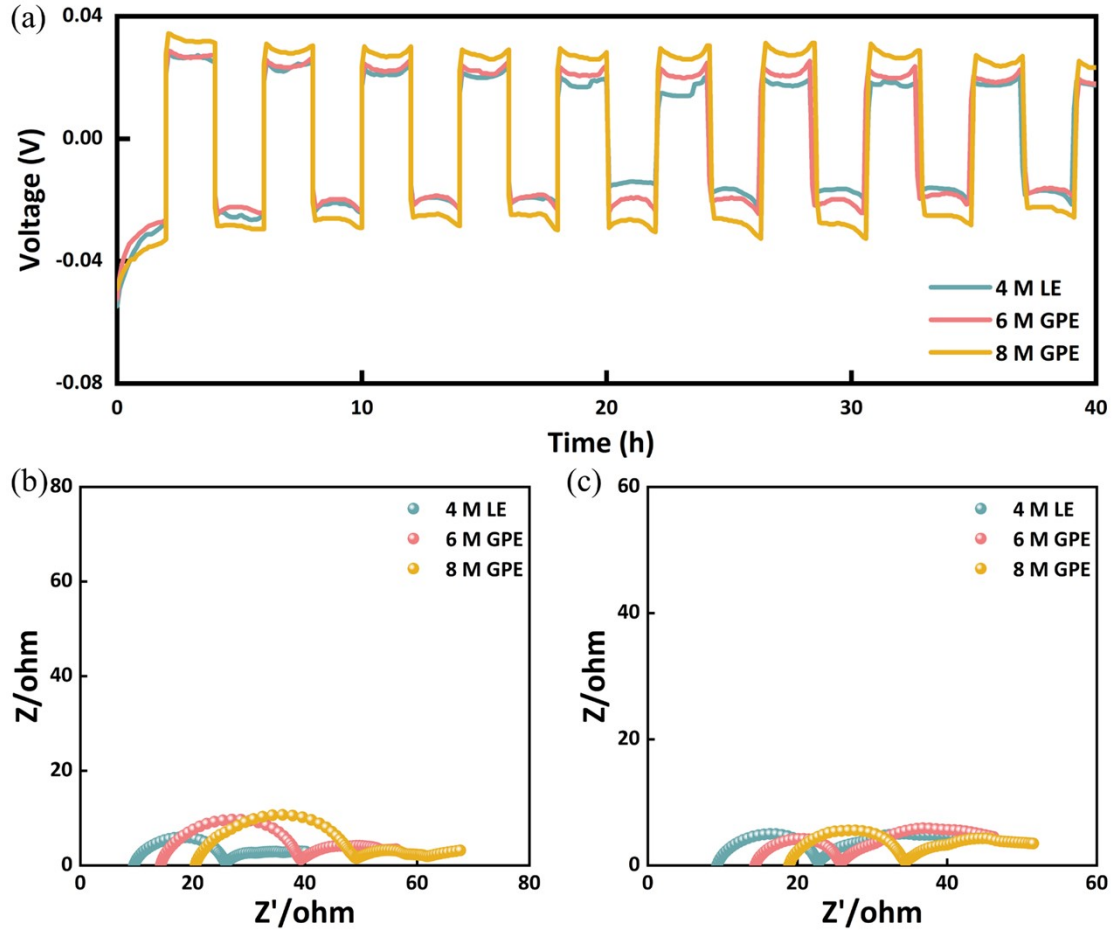 (a)
0.04
0.00
-0.04
-0.08
Voltage (V)
4 M LE
6 M GPE
8 M GPE
0 10 20 30 40
Time (h)
(b)
80
60
40
20
0
Z/ohm
4 M LE
6 M GPE
8 M GPE
0 20 40 60 80
Z'/ohm
(c)
60
40
20
0
Z/ohm
4 M LE
6 M GPE
8 M GPE
0 20 40 60
Z'/ohm